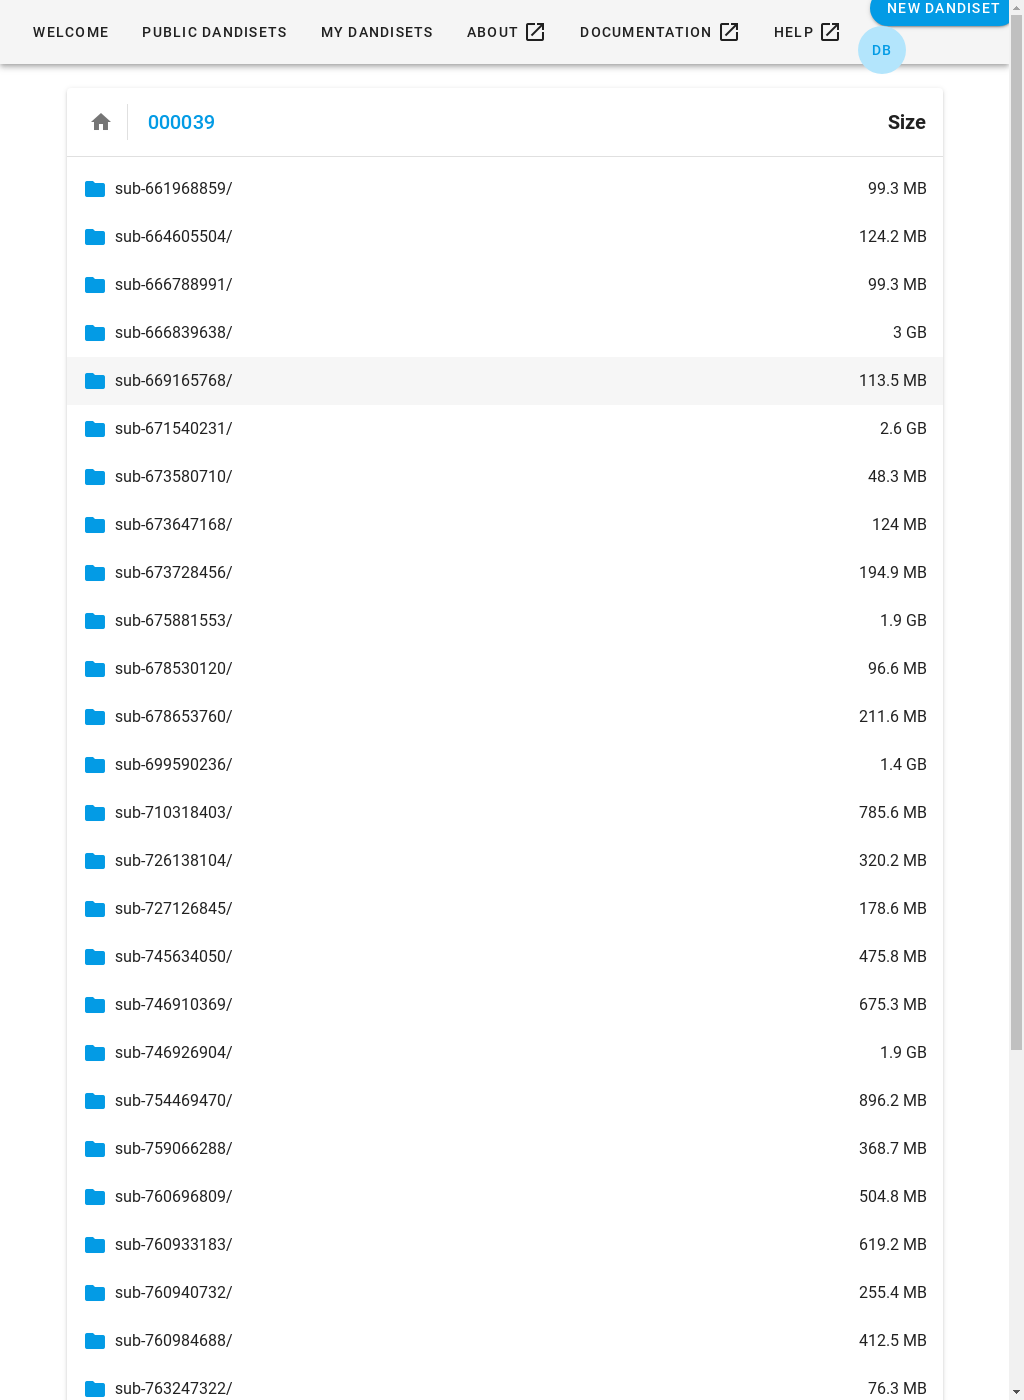 WELCOME PUBLIC DANDISETS MY DANDISETS ABOUT DOCUMENTATION HELP NEW DANDISET
DB
000039 Size
sub-661968859/ 99.3 MB
sub-664605504/ 124.2 MB
sub-666788991/ 99.3 MB
sub-666839638/ 3 GB
sub-669165768/ 113.5 MB
sub-671540231/ 2.6 GB
sub-673580710/ 48.3 MB
sub-673647168/ 124 MB
sub-673728456/ 194.9 MB
sub-675881553/ 1.9 GB
sub-678530120/ 96.6 MB
sub-678653760/ 211.6 MB
sub-699590236/ 1.4 GB
sub-710318403/ 785.6 MB
sub-726138104/ 320.2 MB
sub-727126845/ 178.6 MB
sub-745634050/ 475.8 MB
sub-746910369/ 675.3 MB
sub-746926904/ 1.9 GB
sub-754469470/ 896.2 MB
sub-759066288/ 368.7 MB
sub-760696809/ 504.8 MB
sub-760933183/ 619.2 MB
sub-760940732/ 255.4 MB
sub-760984688/ 412.5 MB
sub-763247322/ 76.3 MB